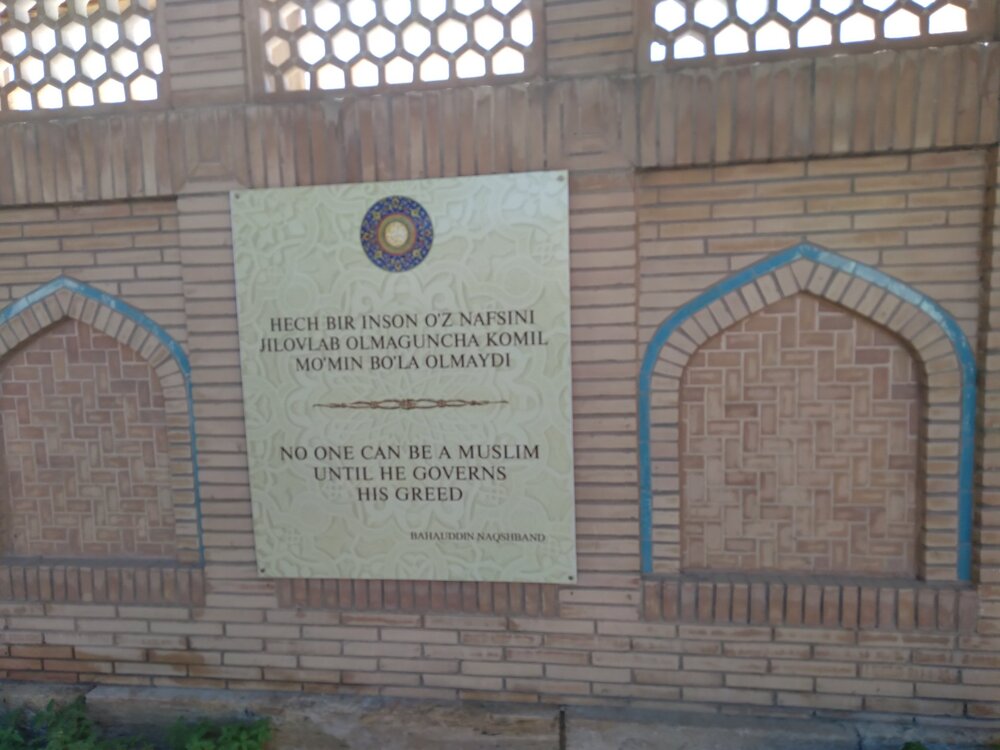 HECH BIR INSON O'Z NAFSINI
JILOVLAB OLMAGUNCHA KOMIL
MO'MIN BO'LA OLMAYDI
NO ONE CAN BE A MUSLIM
UNTIL HE GOVERNS
HIS GREED
BAHAUDDIN NAQSHBAND